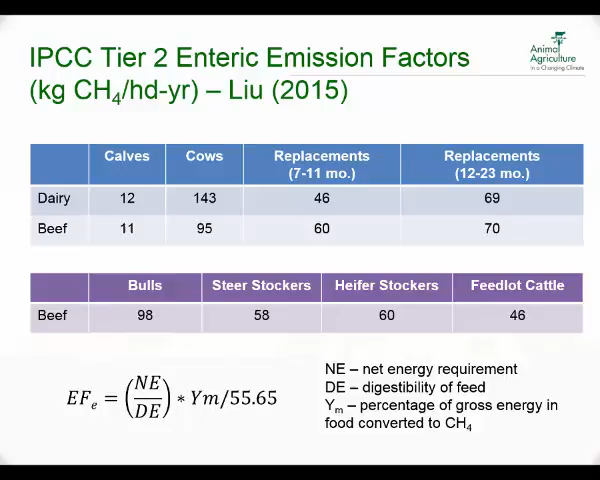 IPCC Tier 2 Enteric Emission Factors
(kg CH4/hd-yr) – Liu (2015)
Animal
Agriculture
in a Changing Climate
Calves Cows Replacements (7-11 mo.) Replacements (12-23 mo.)
Dairy 12 143 46 69
Beef 11 95 60 70
Bulls Steer Stockers Heifer Stockers Feedlot Cattle
Beef 98 58 60 46
EFe = (NE/DE) * Ym/55.65
NE – net energy requirement
DE – digestibility of feed
Ym – percentage of gross energy in
food converted to CH4